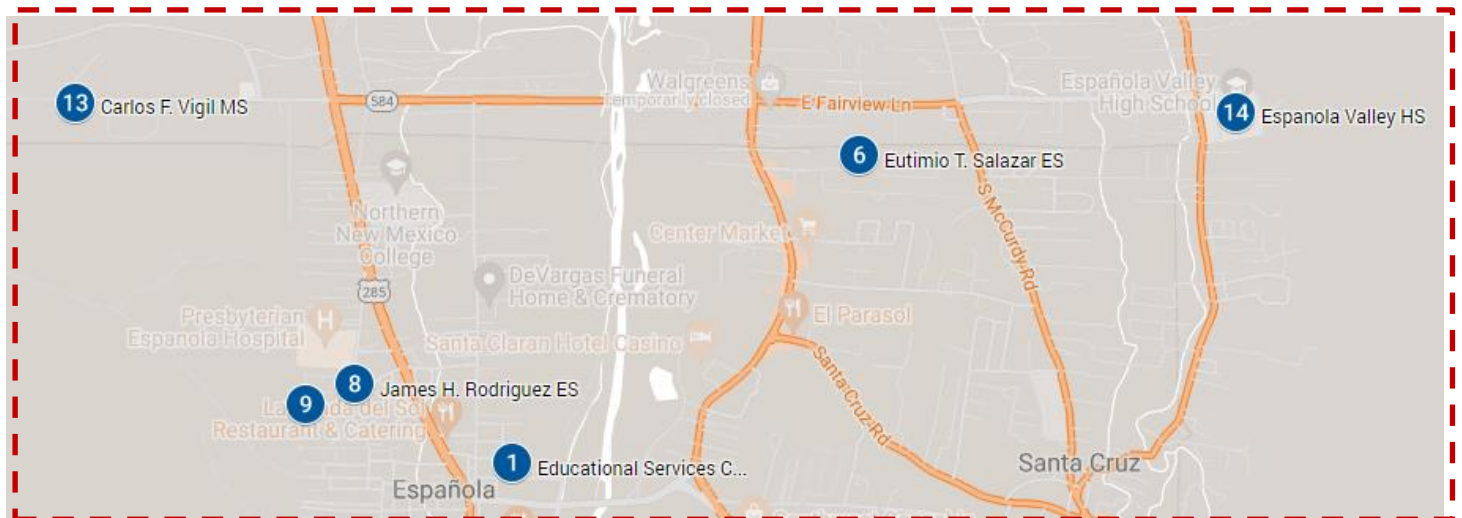 Walgreens
Temporarily closed
Española Valley
High School
13
Carlos F. Vigil MS
584
E Fairview Ln
14
Espanola Valley HS
6
Eutimio T. Salazar ES
Northern
New Mexico
College
S McCurdy Rd
Center Market
DeVargas Funeral
Home & Crematory
285
Presbyterian
Espanola Hospital
El Parasol
Santa Claran Hotel Casino
8
James H. Rodriguez ES
9
Restaurant & Catering
Santa Cruz Rd
1
Educational Services C...
Santa Cruz
Española